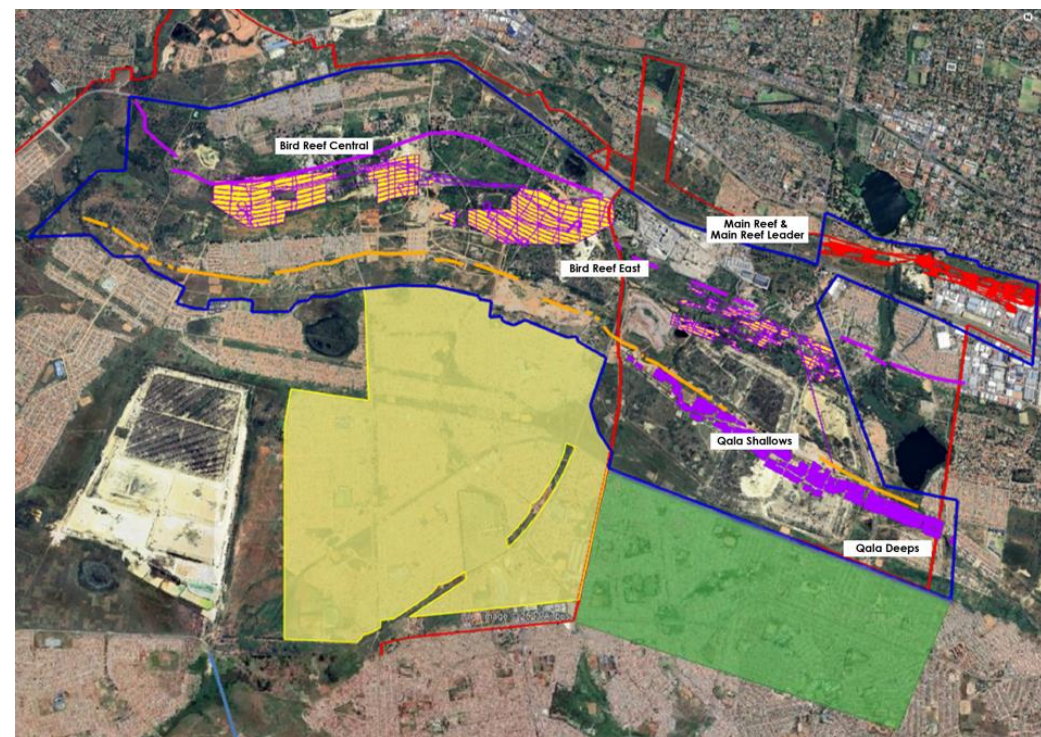 Bird Reef Central
Main Reef &
Main Reef Leader
Bird Reef East
Qala Shallows
Qala Deeps